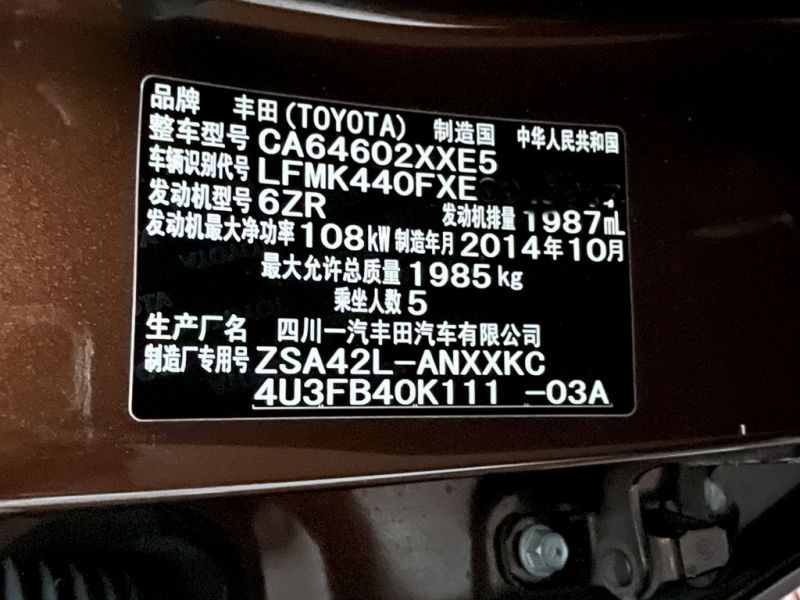 品牌 丰田(TOYOTA) 制造国 中华人民共和国
整车型号 CA64602XXE5
车辆识别代号 LFMK440FXE
发动机型号 6ZR 发动机排量 1987mL
发动机最大净功率 108kW 制造年月 2014年10月
最大允许总质量 1985kg
乘坐人数 5
生产厂名 四川一汽丰田汽车有限公司
制造厂专用号 ZSA42L-ANXXKC
4U3FB40K111 -03A